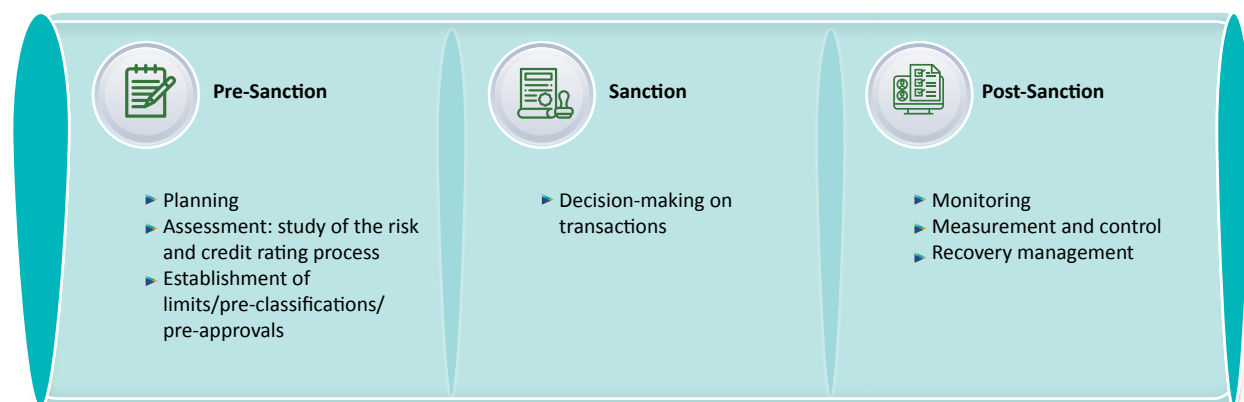 Pre-Sanction
Planning
Assessment: study of the risk
and credit rating process
Establishment of
limits/pre-classifications/
pre-approvals
Sanction
Decision-making on
transactions
Post-Sanction
Monitoring
Measurement and control
Recovery management